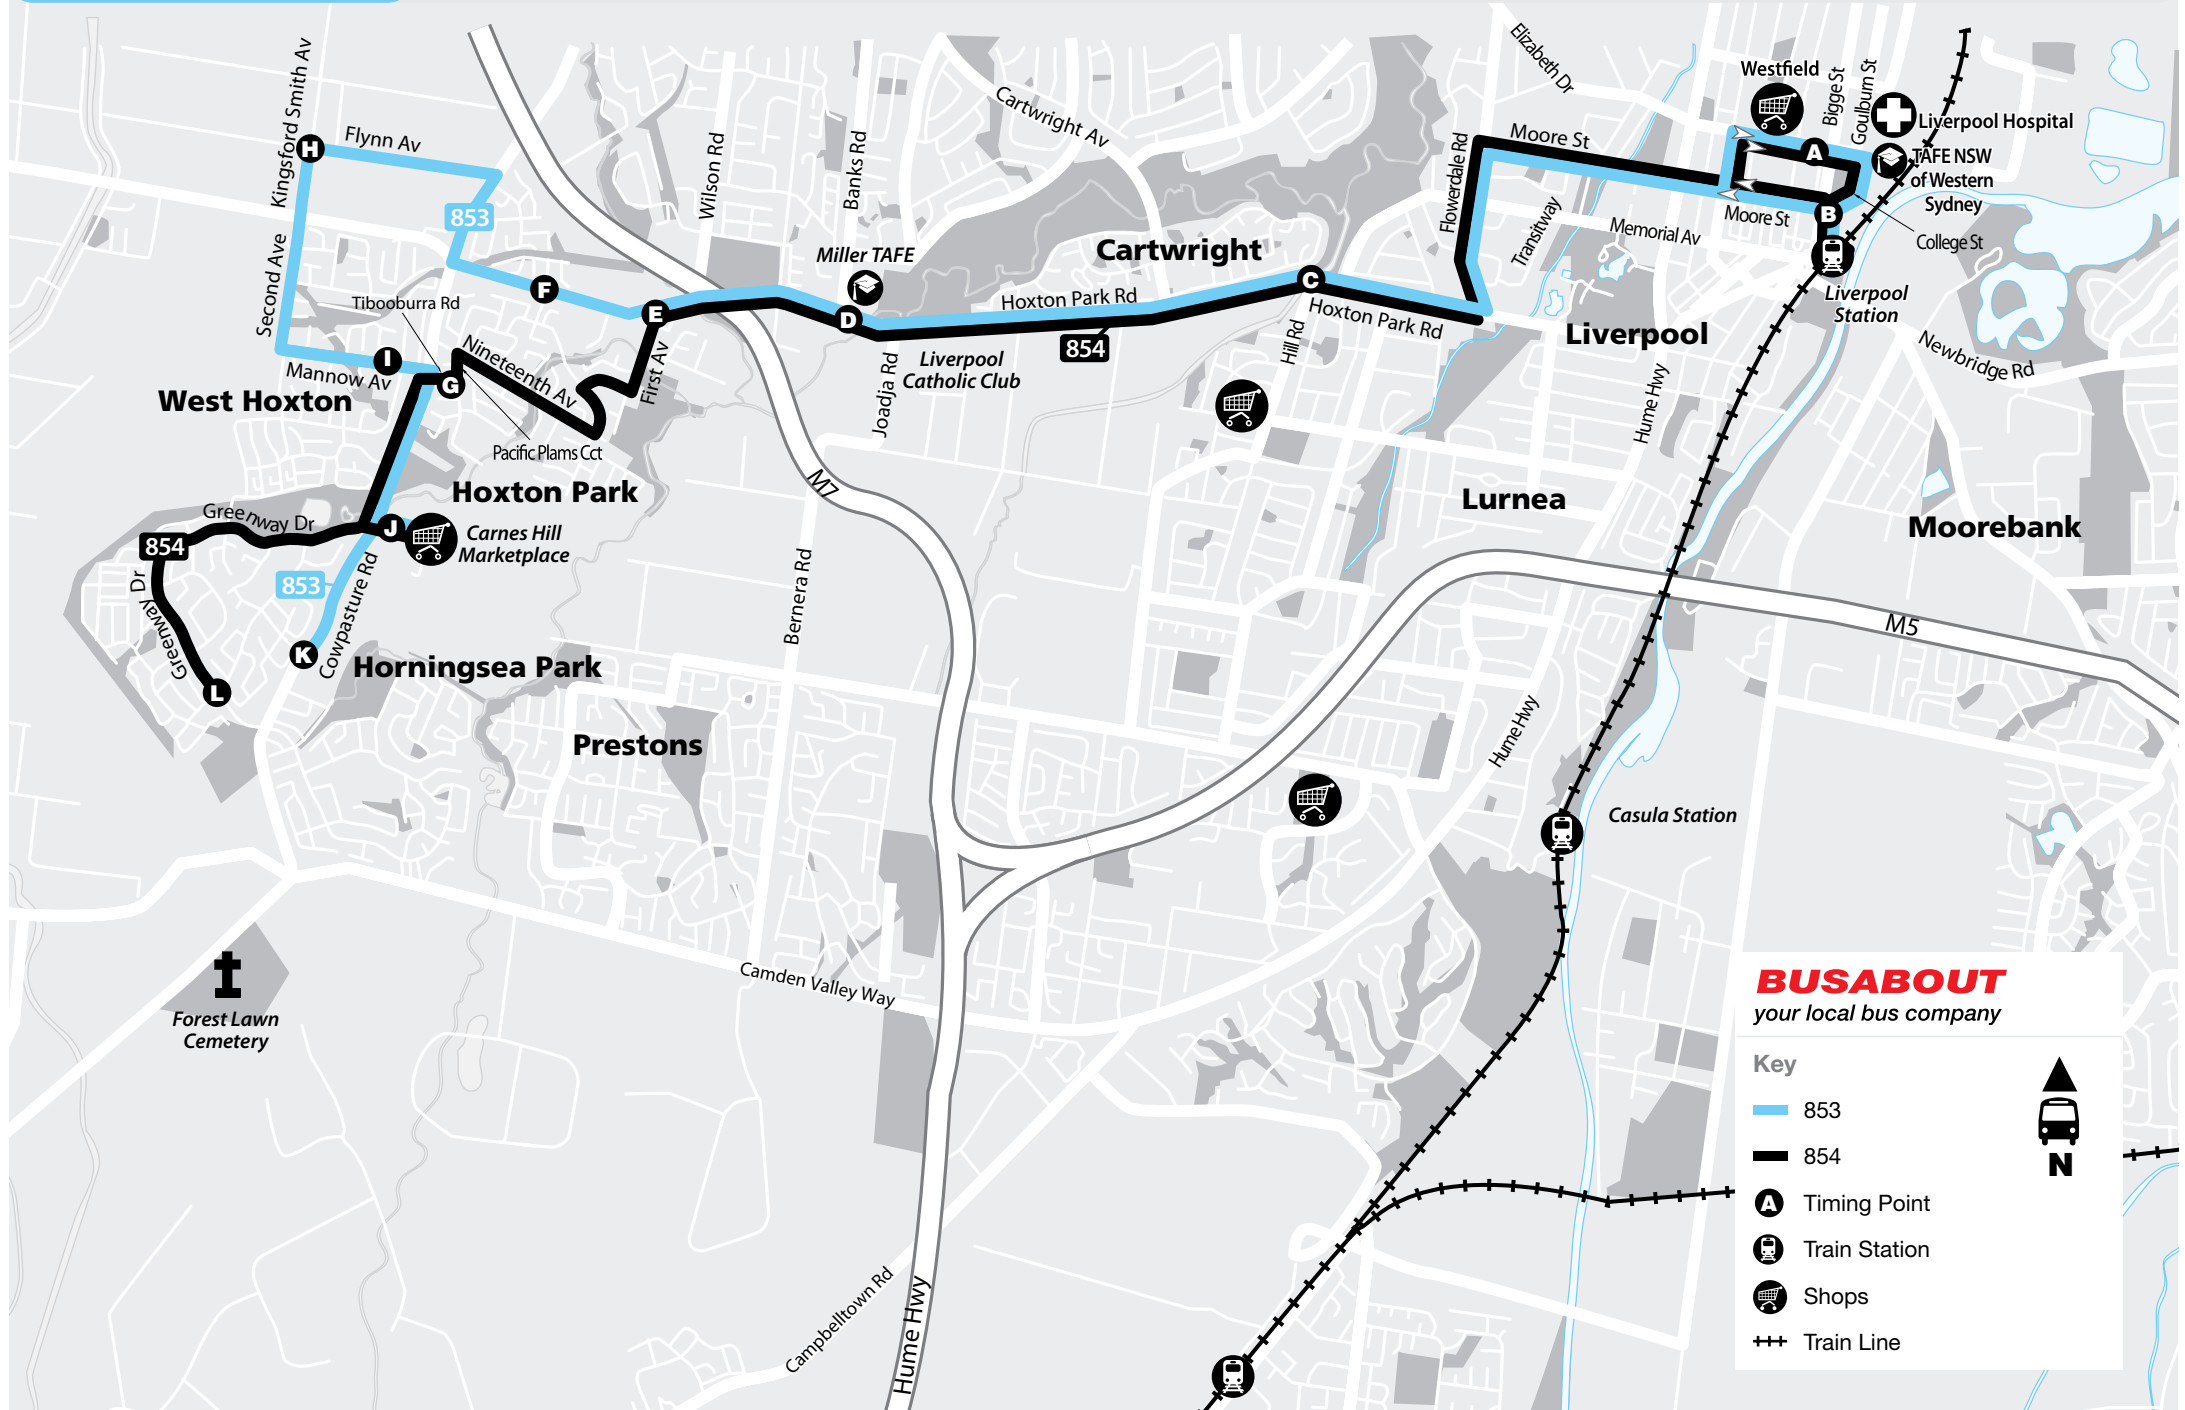 Elizabeth Dr
Westfield
Bigge St
Goulburn St
Liverpool Hospital
TAFE NSW
of Western
Sydney
College St
Kingsford Smith Av
Flynn Av
H
853
Second Ave
Wilson Rd
Banks Rd
Cartwright Av
Cartwright
Miller TAFE
Flowerdale Rd
Moore St
Transitway
Memorial Av
Moore St
A
B
Liverpool
Station
Newbridge Rd
F
E
D
C
Tibooburra Rd
Hoxton Park Rd
Hoxton Park Rd
854
Hill Rd
Liverpool
Liverpool
Catholic Club
Joadja Rd
Nineteenth Av
First Av
I
G
Mannow Av
West Hoxton
Pacific Plams Cct
Hume Hwy
M7
Hoxton Park
Lurnea
Moorebank
Greenway Dr
J
Carnes Hill
Marketplace
854
853
Greenway Dr
Cowpasture Rd
K
L
Horningsea Park
Bernera Rd
M5
Prestons
Hume Hwy
Casula Station
Camden Valley Way
Forest Lawn
Cemetery
Campbelltown Rd
Hume Hwy
BUSABOUT
your local bus company
Key
853
854
A Timing Point
Train Station
Shops
Train Line
N